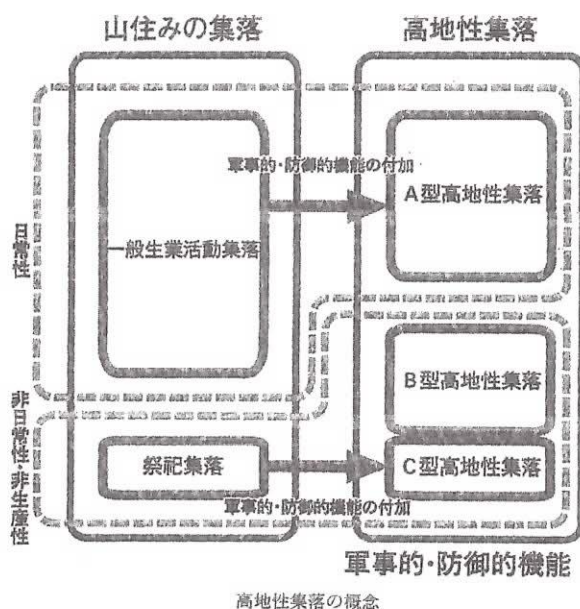 山住みの集落
高地性集落
軍事的・防御的機能の付加
A型高地性集落
一般生業活動集落
日常性
B型高地性集落
非日常性・非生産性
祭祀集落
C型高地性集落
軍事的・防御的機能の付加
軍事的・防御的機能
高地性集落の概念